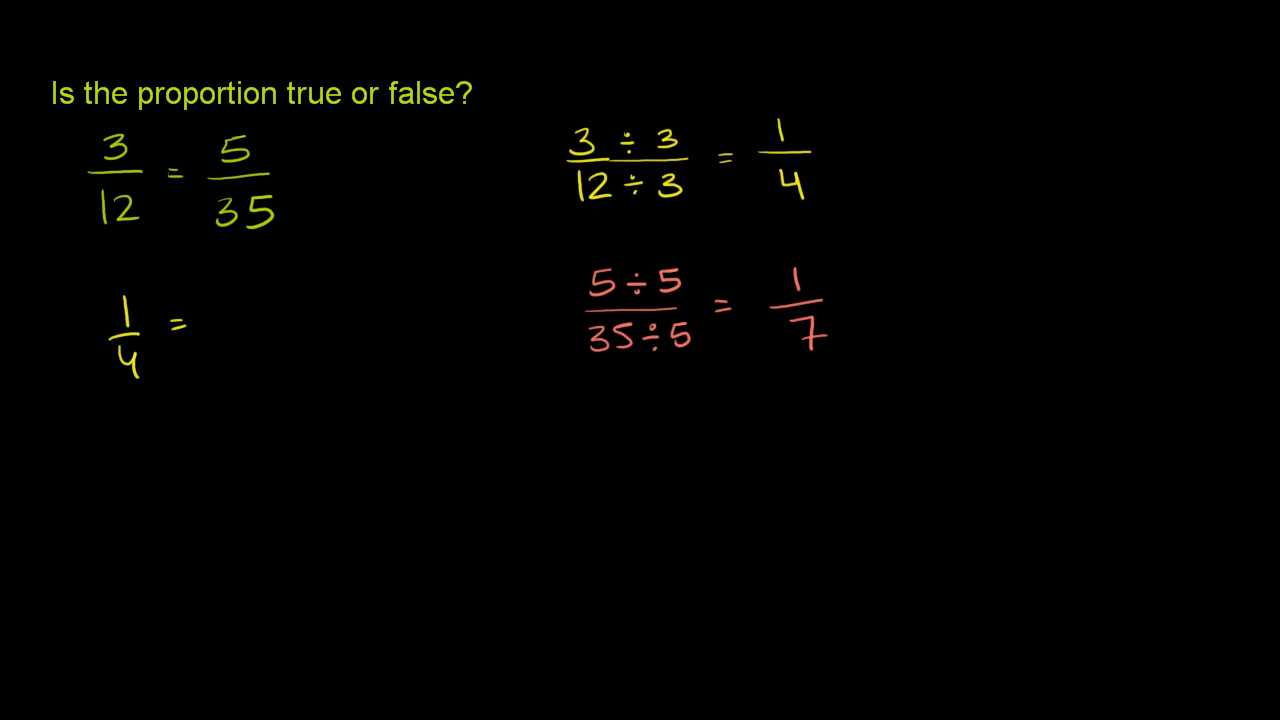 Is the proportion true or false?
3/12 = 5/35
1/4 =
3 ÷ 3 / 12 ÷ 3 = 1/4
5 ÷ 5 / 35 ÷ 5 = 1/7